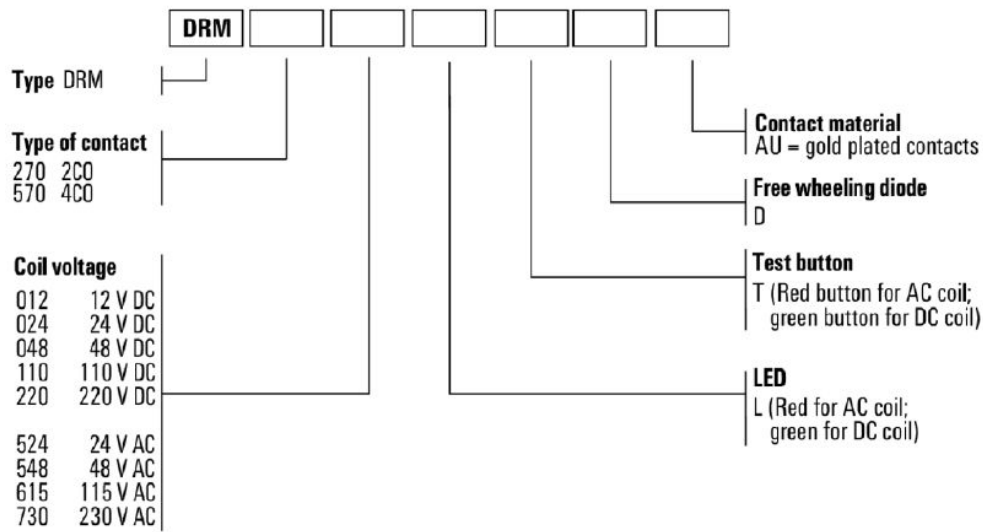 DRM
Type DRM
Type of contact
270 2CO
570 4CO
Coil voltage
012 12 V DC
024 24 V DC
048 48 V DC
110 110 V DC
220 220 V DC
524 24 V AC
548 48 V AC
615 115 V AC
730 230 V AC
Contact material
AU = gold plated contacts
Free wheeling diode
D
Test button
T (Red button for AC coil;
green button for DC coil)
LED
L (Red for AC coil;
green for DC coil)